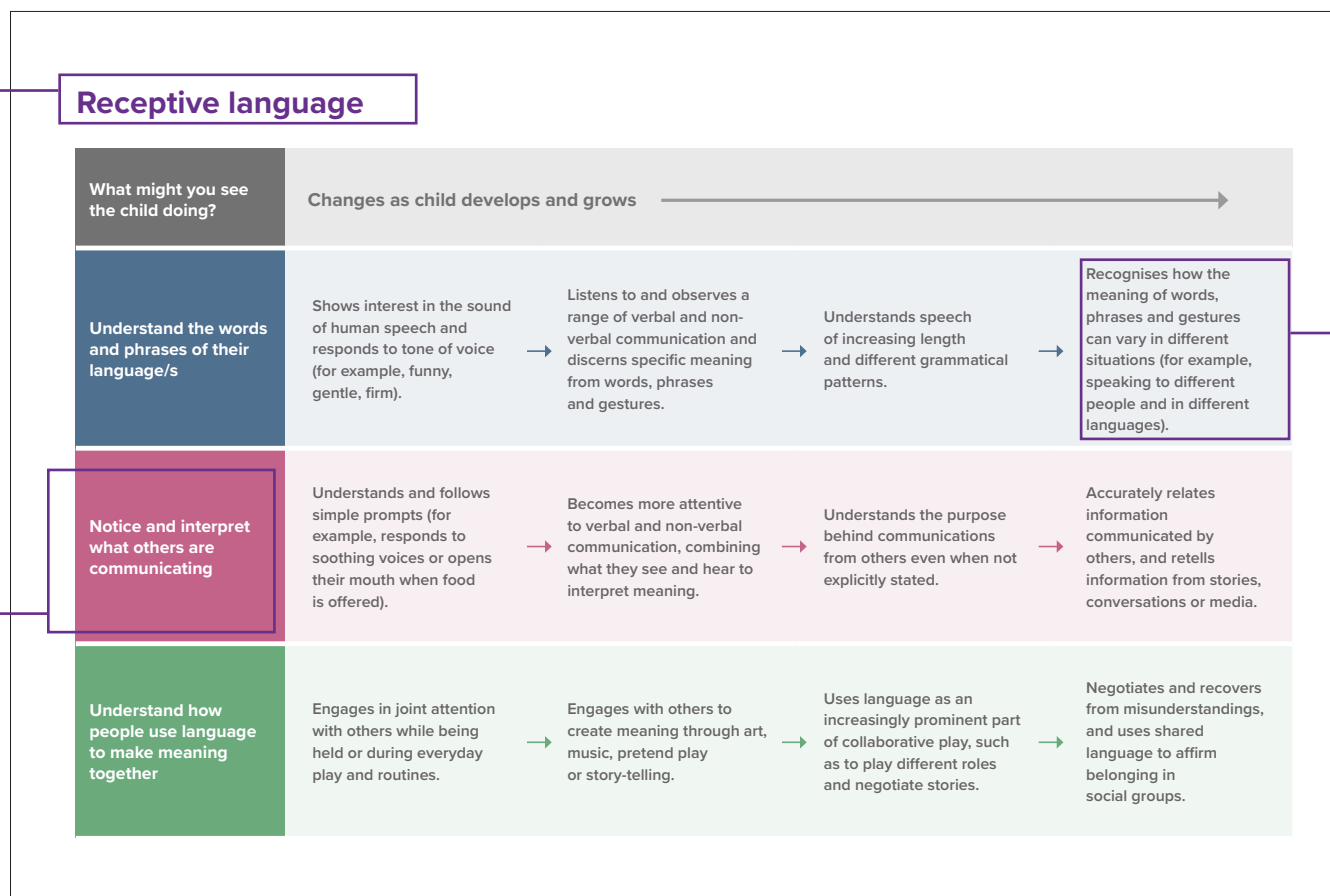 Receptive language
What might you see
the child doing?
Changes as child develops and grows
Understand the words
and phrases of their
language/s
Shows interest in the sound
of human speech and
responds to tone of voice
(for example, funny,
gentle, firm).
Listens to and observes a
range of verbal and non-
verbal communication and
discerns specific meaning
from words, phrases
and gestures.
Understands speech
of increasing length
and different grammatical
patterns.
Recognises how the
meaning of words,
phrases and gestures
can vary in different
situations (for example,
speaking to different
people and in different
languages).
Notice and interpret
what others are
communicating
Understands and follows
simple prompts (for
example, responds to
soothing voices or opens
their mouth when food
is offered).
Becomes more attentive
to verbal and non-verbal
communication, combining
what they see and hear to
interpret meaning.
Understands the purpose
behind communications
from others even when not
explicitly stated.
Accurately relates
information
communicated by
others, and retells
information from stories,
conversations or media.
Understand how
people use language
to make meaning
together
Engages in joint attention
with others while being
held or during everyday
play and routines.
Engages with others to
create meaning through art,
music, pretend play
or story-telling.
Uses language as an
increasingly prominent part
of collaborative play, such
as to play different roles
and negotiate stories.
Negotiates and recovers
from misunderstandings,
and uses shared
language to affirm
belonging in
social groups.